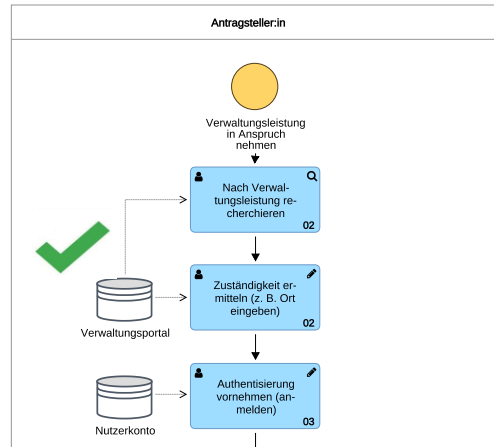 Antragsteller:in
Verwaltungsleistung
in Anspruch
nehmen
Nach Verwal-
tungsleistung re-
cherchieren
02
Zuständigkeit er-
mitteln (z. B. Ort
eingeben)
02
Verwaltungsportal
Authentisierung
vornehmen (an-
melden)
03
Nutzerkonto